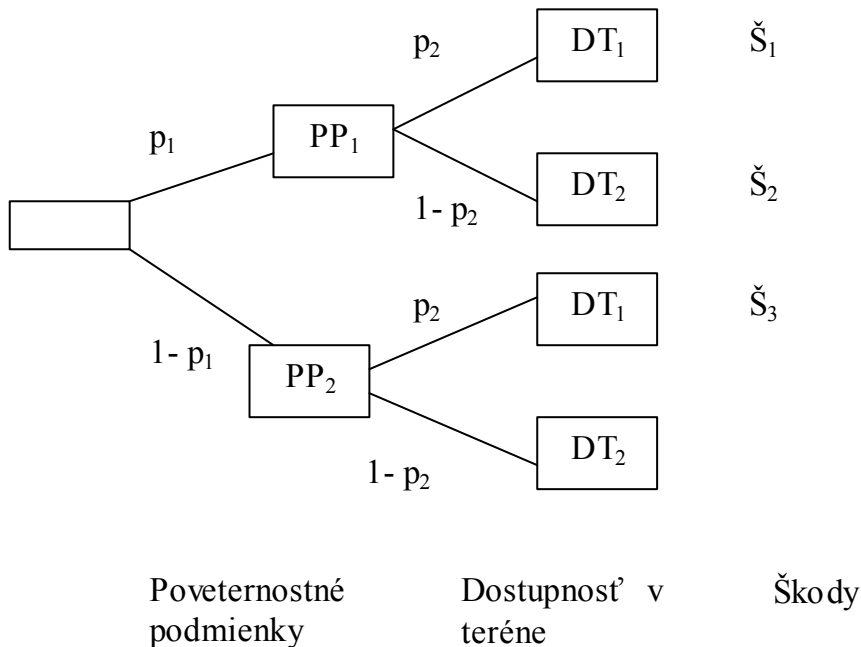 p₂ DT₁ Š₁
p₁ PP₁
1- p₂ DT₂ Š₂
p₂ DT₁ Š₃
1- p₁ PP₂
1- p₂ DT₂
Poveternostné podmienky
Dostupnosť v teréne
Škody